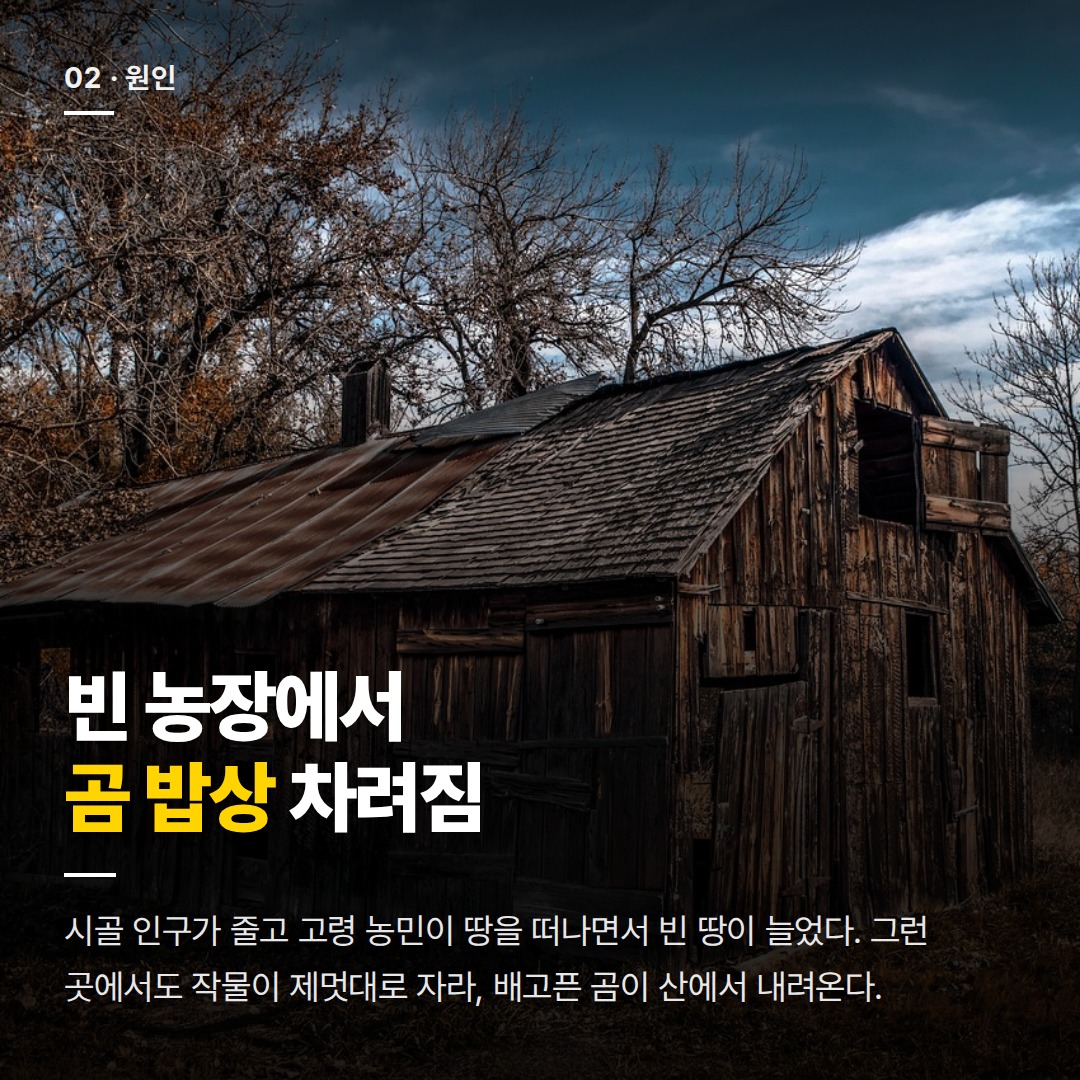 02 · 원인
빈 농장에서
곰 밥상 차려짐
시골 인구가 줄고 고령 농민이 땅을 떠나면서 빈 땅이 늘었다. 그런
곳에서도 작물이 제멋대로 자라, 배고픈 곰이 산에서 내려온다.